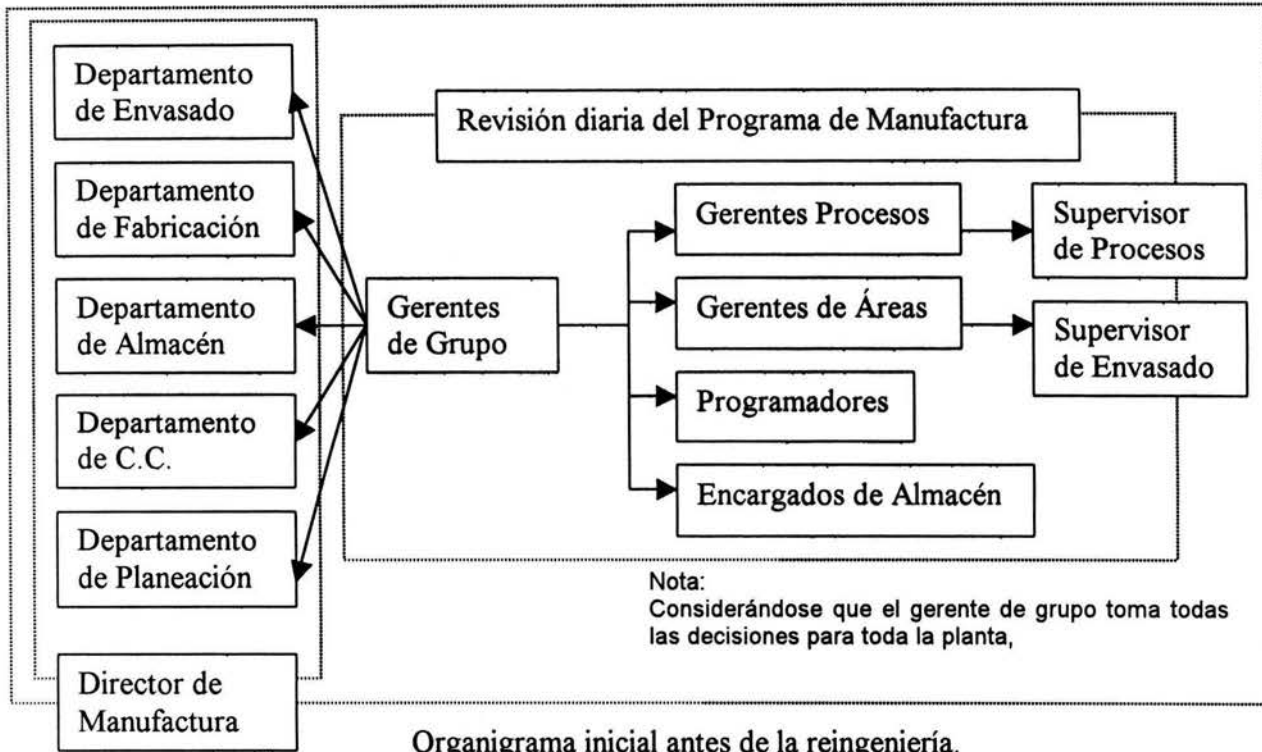 Departamento
de Envasado
Departamento
de Fabricación
Departamento
de Almacén
Departamento
de C.C.
Departamento
de Planeación
Director de
Manufactura
Gerentes
de Grupo
Revisión diaria del Programa de Manufactura
Gerentes Procesos
Gerentes de Áreas
Programadores
Encargados de Almacén
Supervisor
de Procesos
Supervisor
de Envasado
Nota:
Considerándose que el gerente de grupo toma todas
las decisiones para toda la planta,
Organigrama inicial antes de la reingeniería.